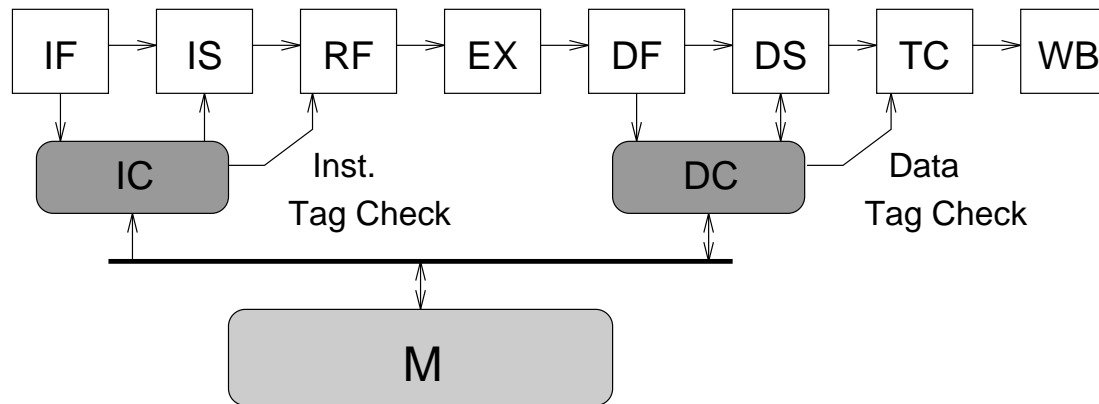 IF IS RF EX DF DS TC WB
IC Inst. DC Data
Tag Check Tag Check
M